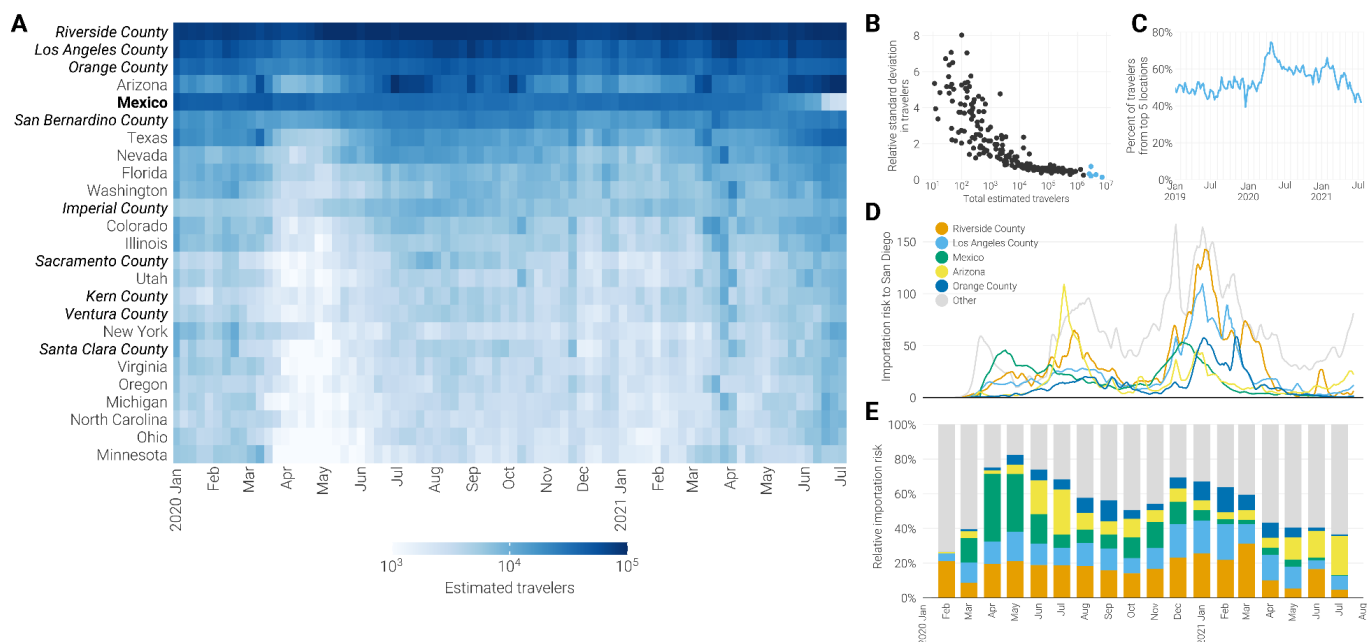 A
Riverside County
Los Angeles County
Orange County
Arizona
Mexico
San Bernardino County
Texas
Nevada
Florida
Washington
Imperial County
Colorado
Illinois
Sacramento County
Utah
Kern County
Ventura County
New York
Santa Clara County
Virginia
Oregon
Michigan
North Carolina
Ohio
Minnesota
2020 Jan
Feb
Mar
Apr
May
Jun
Jul
Aug
Sep
Oct
Nov
Dec
2021 Jan
Feb
Mar
Apr
May
Jun
Jul
10³ 10⁴ 10⁵
Estimated travelers
B
Relative standard deviation
in travelers
8
6
4
2
0
10¹ 10² 10³ 10⁴ 10⁵ 10⁶ 10⁷
Total estimated travelers
C
Percent of travelers
from top 5 locations
80%
60%
40%
20%
0%
Jan Jul Jan Jul Jan Jul
2019 2020 2021
D
Importation risk to San Diego
150
100
50
0
Riverside County
Los Angeles County
Mexico
Arizona
Orange County
Other
E
Relative importation risk
100%
80%
60%
40%
20%
0%
2020 Jan
Feb
Mar
Apr
May
Jun
Jul
Aug
Sep
Oct
Nov
Dec
2021 Jan
Feb
Mar
Apr
May
Jun
Jul
Aug